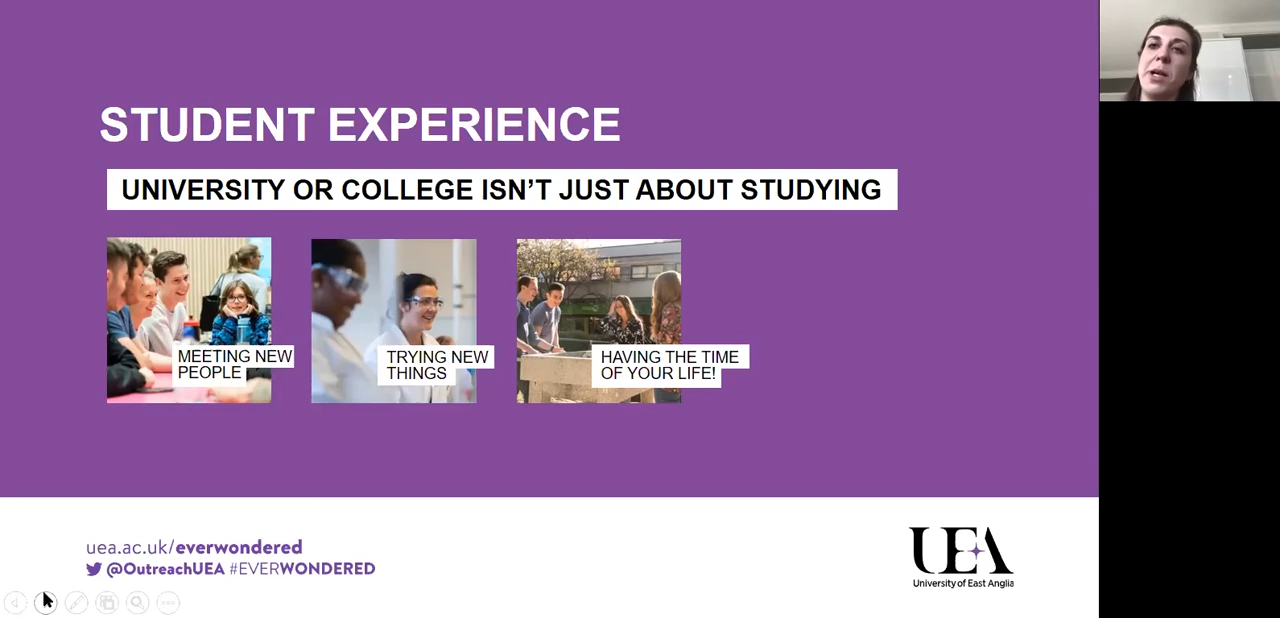 STUDENT EXPERIENCE
UNIVERSITY OR COLLEGE ISN’T JUST ABOUT STUDYING
MEETING NEW
PEOPLE
TRYING NEW
THINGS
HAVING THE TIME
OF YOUR LIFE!
uea.ac.uk/everwondered
@OutreachUEA #EVERWONDERED
UEA
University of East Anglia